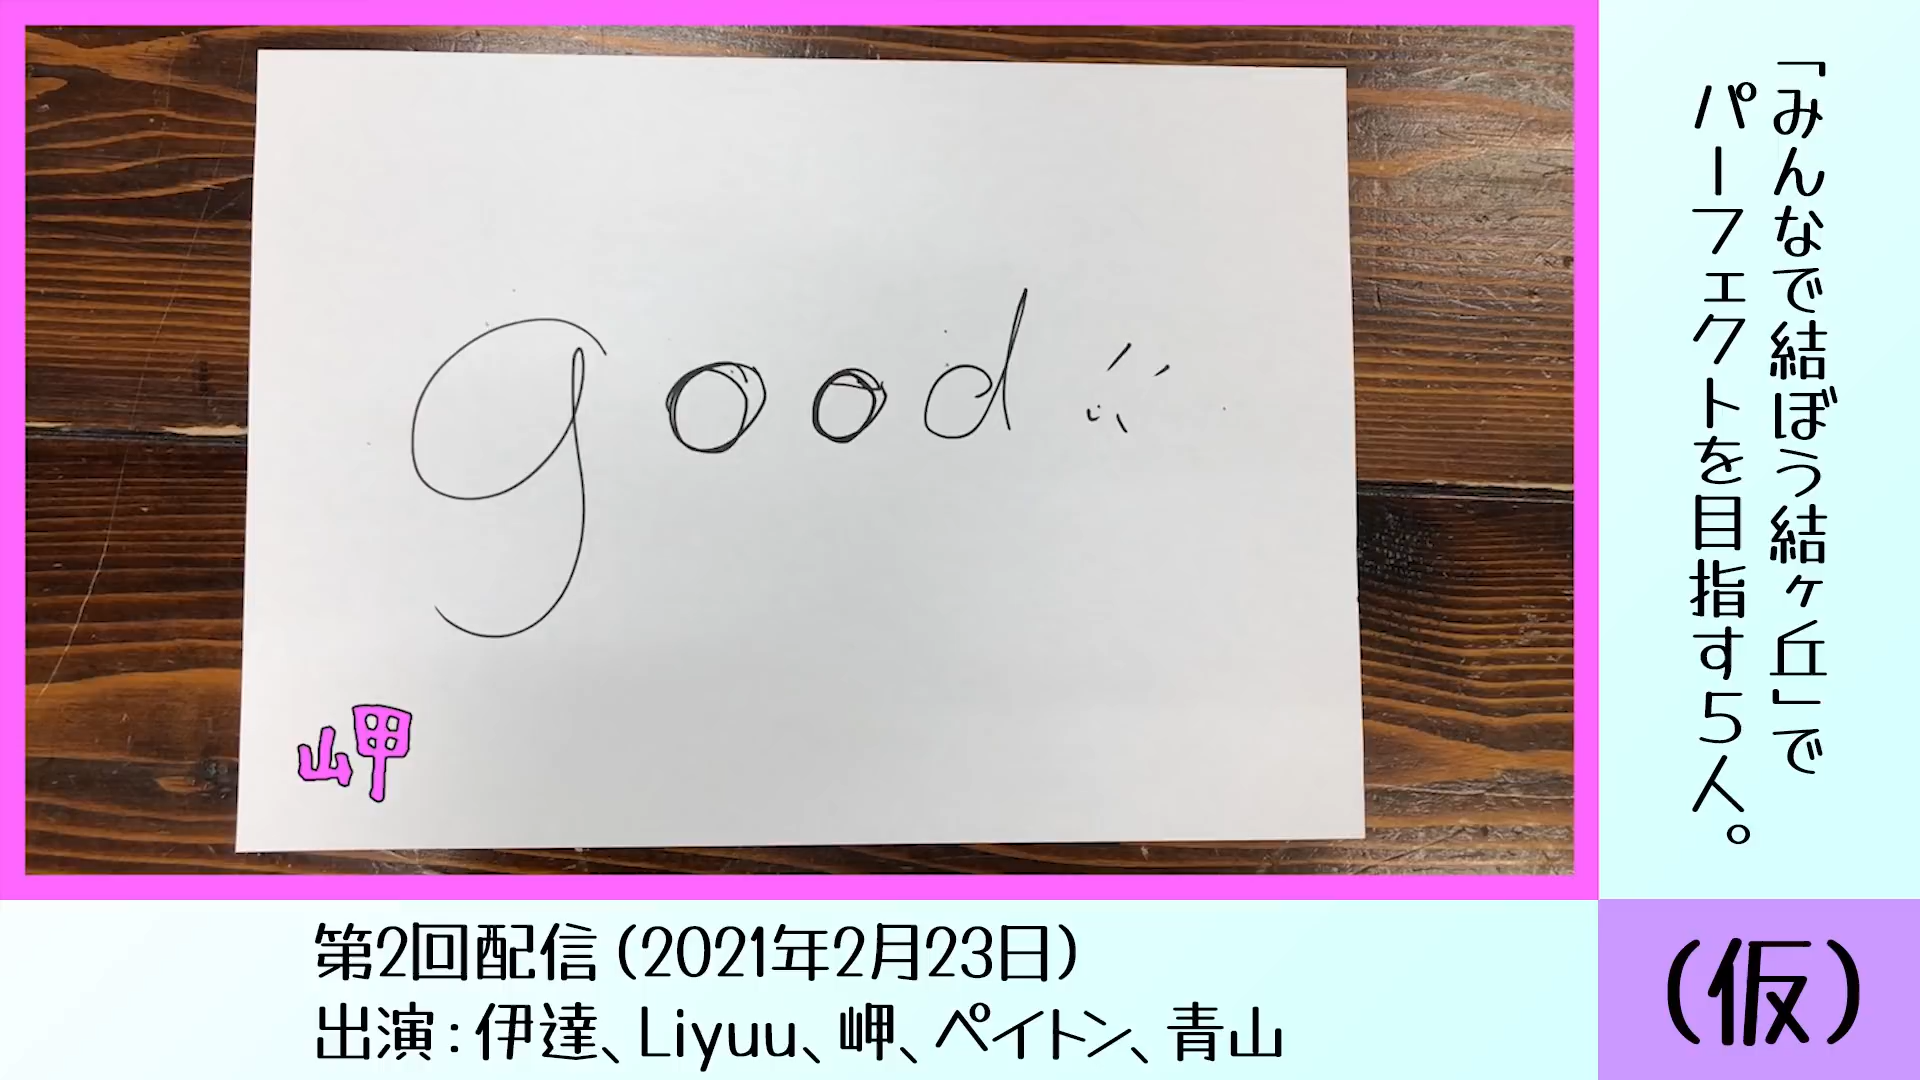 good
岬
「みんなで結ぼう結ヶ丘」で
パーフェクトを目指す5人。
第2回配信(2021年2月23日)
出演:伊達、Liyuu、岬、ペイトン、青山
(仮)